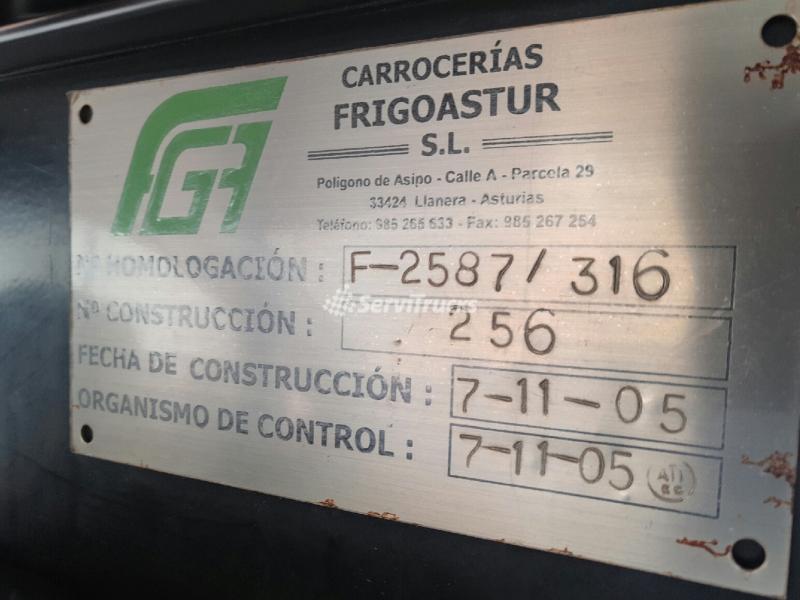 FGA
CARROCERÍAS
FRIGOASTUR
S.L.
Polígono de Asipo - Calle A - Parcela 29
33424 Llanera - Asturias
Teléfono: 985 265 633 - Fax: 985 267 254
Nº HOMOLOGACIÓN : F-2587/316
ServiTrucks
Nº CONSTRUCCIÓN : 256
FECHA DE CONSTRUCCIÓN : 7-11-05
ORGANISMO DE CONTROL : 7-11-05